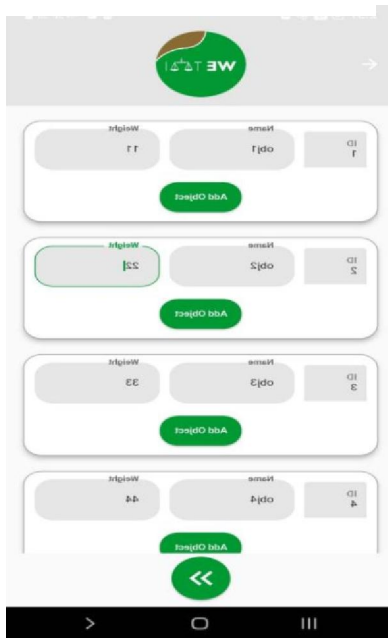 WE
ID
1
Name
obj1
Weight
11
Add Object
ID
2
Name
obj2
Weight
22
Add Object
ID
3
Name
obj3
Weight
33
Add Object
ID
4
Name
obj4
Weight
44
Add Object